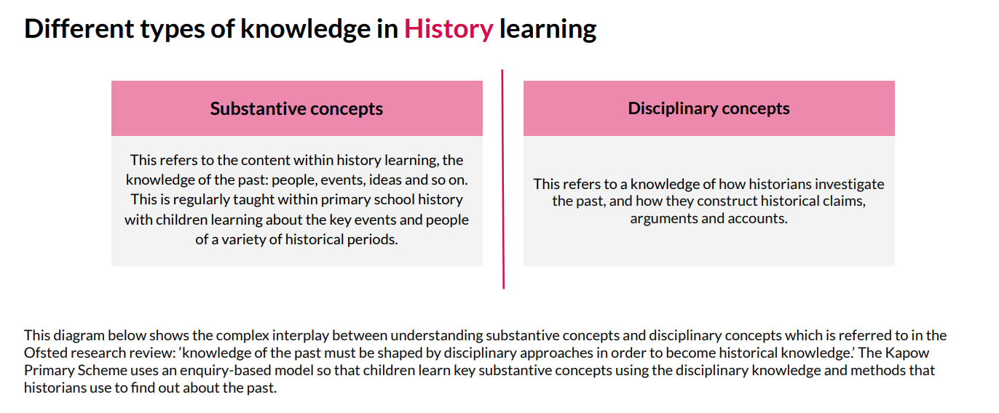 Different types of knowledge in History learning
Substantive concepts
This refers to the content within history learning, the
knowledge of the past: people, events, ideas and so on.
This is regularly taught within primary school history
with children learning about the key events and people
of a variety of historical periods.
Disciplinary concepts
This refers to a knowledge of how historians investigate
the past, and how they construct historical claims,
arguments and accounts.
This diagram below shows the complex interplay between understanding substantive concepts and disciplinary concepts which is referred to in the
Ofsted research review: ‘knowledge of the past must be shaped by disciplinary approaches in order to become historical knowledge.’ The Kapow
Primary Scheme uses an enquiry-based model so that children learn key substantive concepts using the disciplinary knowledge and methods that
historians use to find out about the past.